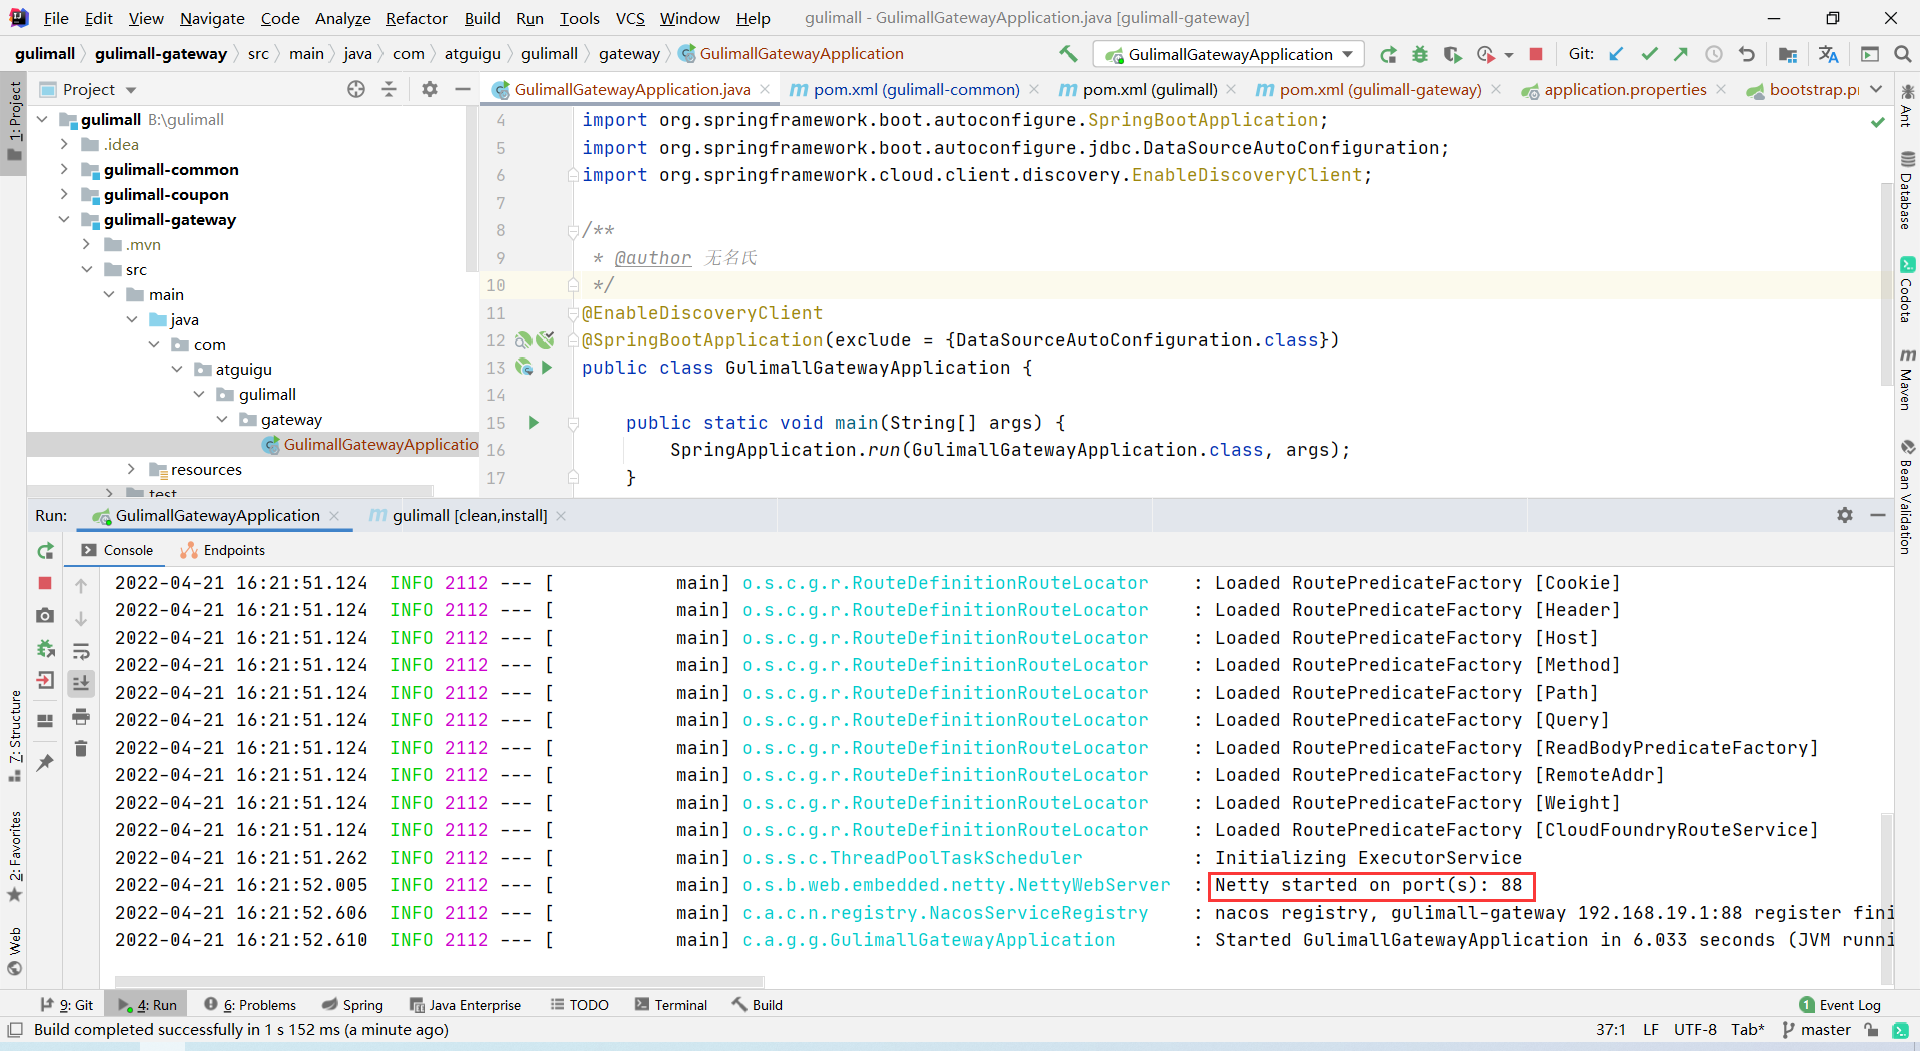 File Edit View Navigate Code Analyze Refactor Build Run Tools VCS Window Help gulimall - GulimallGatewayApplication.java [gulimall-gateway]
gulimall gulimall-gateway src main java com atguigu gulimall gateway GulimallGatewayApplication GulimallGatewayApplication Git:
Project GulimallGatewayApplication.java pom.xml (gulimall-common) pom.xml (gulimall) pom.xml (gulimall-gateway) application.properties bootstrap.pr
1: Project
gulimall B:\gulimall
.idea
gulimall-common
gulimall-coupon
gulimall-gateway
.mvn
src
main
java
com
atguigu
gulimall
gateway
GulimallGatewayApplicatio
resources
test
4 import org.springframework.boot.autoconfigure.SpringBootApplication;
5 import org.springframework.boot.autoconfigure.jdbc.DataSourceAutoConfiguration;
6 import org.springframework.cloud.client.discovery.EnableDiscoveryClient;
7
8 /**
9 * @author 无名氏
10 */
11 @EnableDiscoveryClient
12 @SpringBootApplication(exclude = {DataSourceAutoConfiguration.class})
13 public class GulimallGatewayApplication {
14
15 public static void main(String[] args) {
16 SpringApplication.run(GulimallGatewayApplication.class, args);
17 }
Ant
Database
Codota
Maven
Bean Validation
Run: GulimallGatewayApplication gulimall [clean,install]
Console Endpoints
2022-04-21 16:21:51.124 INFO 2112 --- [ main] o.s.c.g.r.RouteDefinitionRouteLocator : Loaded RoutePredicateFactory [Cookie]
2022-04-21 16:21:51.124 INFO 2112 --- [ main] o.s.c.g.r.RouteDefinitionRouteLocator : Loaded RoutePredicateFactory [Header]
2022-04-21 16:21:51.124 INFO 2112 --- [ main] o.s.c.g.r.RouteDefinitionRouteLocator : Loaded RoutePredicateFactory [Host]
2022-04-21 16:21:51.124 INFO 2112 --- [ main] o.s.c.g.r.RouteDefinitionRouteLocator : Loaded RoutePredicateFactory [Method]
2022-04-21 16:21:51.124 INFO 2112 --- [ main] o.s.c.g.r.RouteDefinitionRouteLocator : Loaded RoutePredicateFactory [Path]
2022-04-21 16:21:51.124 INFO 2112 --- [ main] o.s.c.g.r.RouteDefinitionRouteLocator : Loaded RoutePredicateFactory [Query]
2022-04-21 16:21:51.124 INFO 2112 --- [ main] o.s.c.g.r.RouteDefinitionRouteLocator : Loaded RoutePredicateFactory [ReadBodyPredicateFactory]
2022-04-21 16:21:51.124 INFO 2112 --- [ main] o.s.c.g.r.RouteDefinitionRouteLocator : Loaded RoutePredicateFactory [RemoteAddr]
2022-04-21 16:21:51.124 INFO 2112 --- [ main] o.s.c.g.r.RouteDefinitionRouteLocator : Loaded RoutePredicateFactory [Weight]
2022-04-21 16:21:51.124 INFO 2112 --- [ main] o.s.c.g.r.RouteDefinitionRouteLocator : Loaded RoutePredicateFactory [CloudFoundryRouteService]
2022-04-21 16:21:51.262 INFO 2112 --- [ main] o.s.s.c.ThreadPoolTaskScheduler : Initializing ExecutorService
2022-04-21 16:21:52.005 INFO 2112 --- [ main] o.s.b.web.embedded.netty.NettyWebServer : Netty started on port(s): 88
2022-04-21 16:21:52.606 INFO 2112 --- [ main] c.a.c.n.registry.NacosServiceRegistry : nacos registry, gulimall-gateway 192.168.19.1:88 register fini
2022-04-21 16:21:52.610 INFO 2112 --- [ main] c.a.g.g.GulimallGatewayApplication : Started GulimallGatewayApplication in 6.033 seconds (JVM runni
7: Structure
2: Favorites
Web
9: Git 4: Run 6: Problems Spring Java Enterprise TODO Terminal Build 1 Event Log
Build completed successfully in 1 s 152 ms (a minute ago) 37:1 LF UTF-8 Tab* master